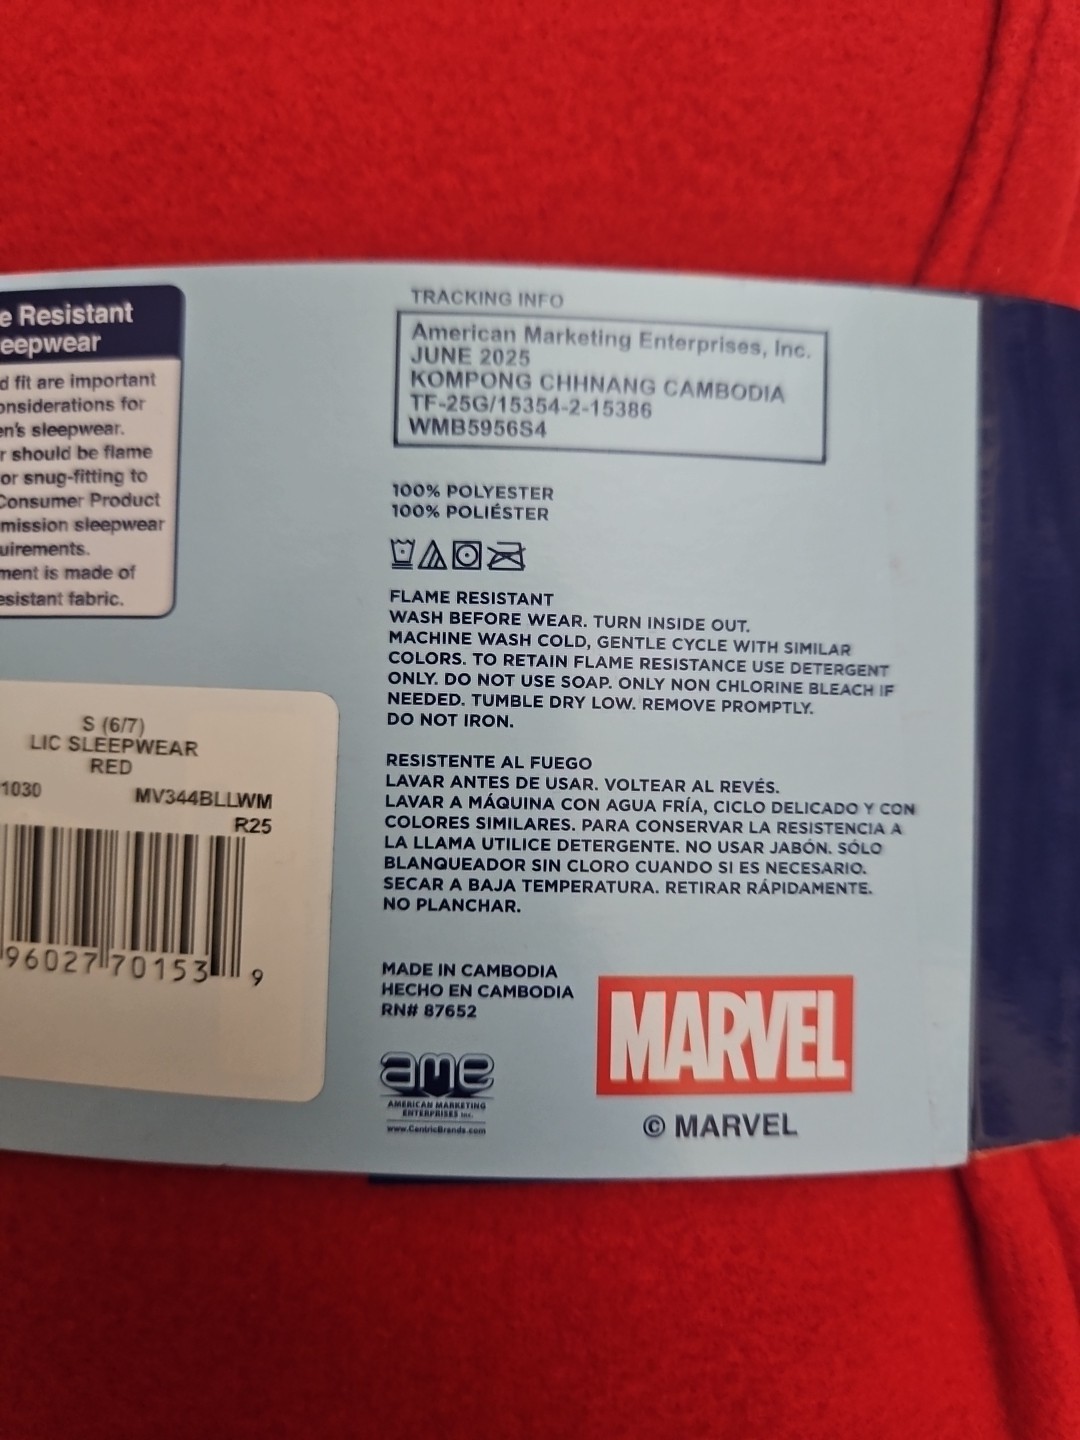 e Resistant
eepwear
d fit are important
onsiderations for
en's sleepwear.
r should be flame
or snug-fitting to
Consumer Product
mission sleepwear
uirements.
ment is made of
esistant fabric.
S (6/7)
LIC SLEEPWEAR
RED
1030 MV344BLLWM
R25
96027 70153 9
TRACKING INFO
American Marketing Enterprises, Inc.
JUNE 2025
KOMPONG CHHNANG CAMBODIA
TF-25G/15354-2-15386
WMB5956S4
100% POLYESTER
100% POLIÉSTER
FLAME RESISTANT
WASH BEFORE WEAR. TURN INSIDE OUT.
MACHINE WASH COLD, GENTLE CYCLE WITH SIMILAR
COLORS. TO RETAIN FLAME RESISTANCE USE DETERGENT
ONLY. DO NOT USE SOAP. ONLY NON CHLORINE BLEACH IF
NEEDED. TUMBLE DRY LOW. REMOVE PROMPTLY.
DO NOT IRON.
RESISTENTE AL FUEGO
LAVAR ANTES DE USAR. VOLTEAR AL REVÉS.
LAVAR A MÁQUINA CON AGUA FRÍA, CICLO DELICADO Y CON
COLORES SIMILARES. PARA CONSERVAR LA RESISTENCIA A
LA LLAMA UTILICE DETERGENTE. NO USAR JABÓN. SÓLO
BLANQUEADOR SIN CLORO CUANDO SI ES NECESARIO.
SECAR A BAJA TEMPERATURA. RETIRAR RÁPIDAMENTE.
NO PLANCHAR.
MADE IN CAMBODIA
HECHO EN CAMBODIA
RN# 87652
ame
AMERICAN MARKETING
ENTERPRISES Inc.
www.CentricBrands.com
MARVEL
© MARVEL